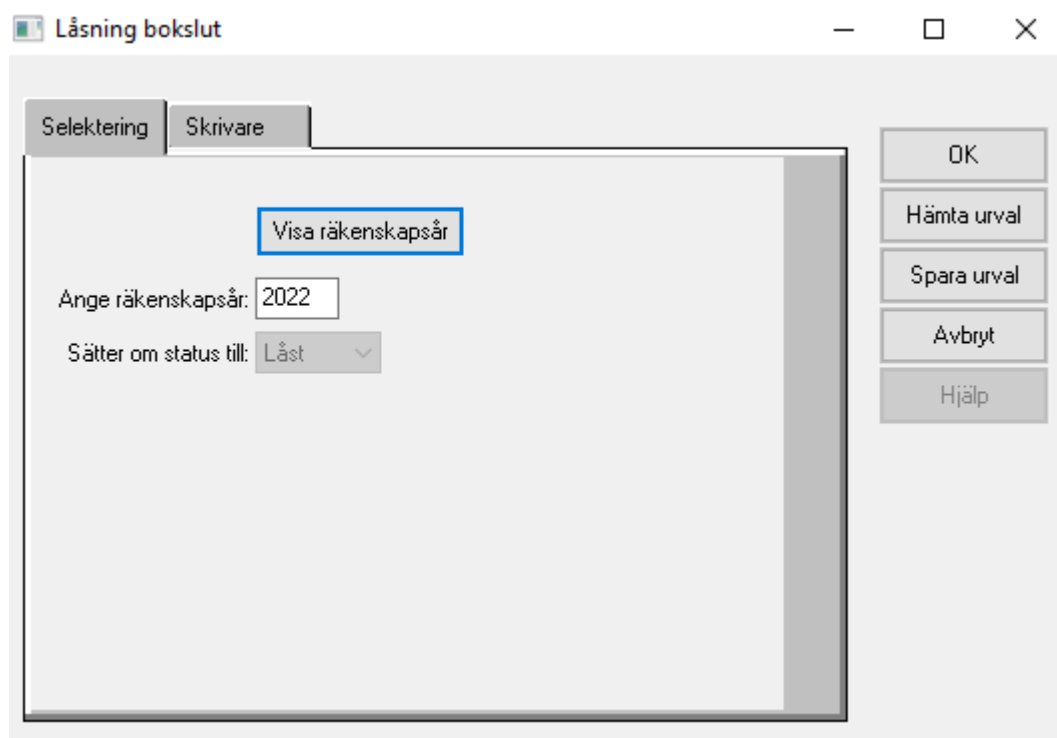 Låsning bokslut
Selektering
Skrivare
Visa räkenskapsår
Ange räkenskapsår: 2022
Sätter om status till: Låst
OK
Hämta urval
Spara urval
Avbryt
Hjälp